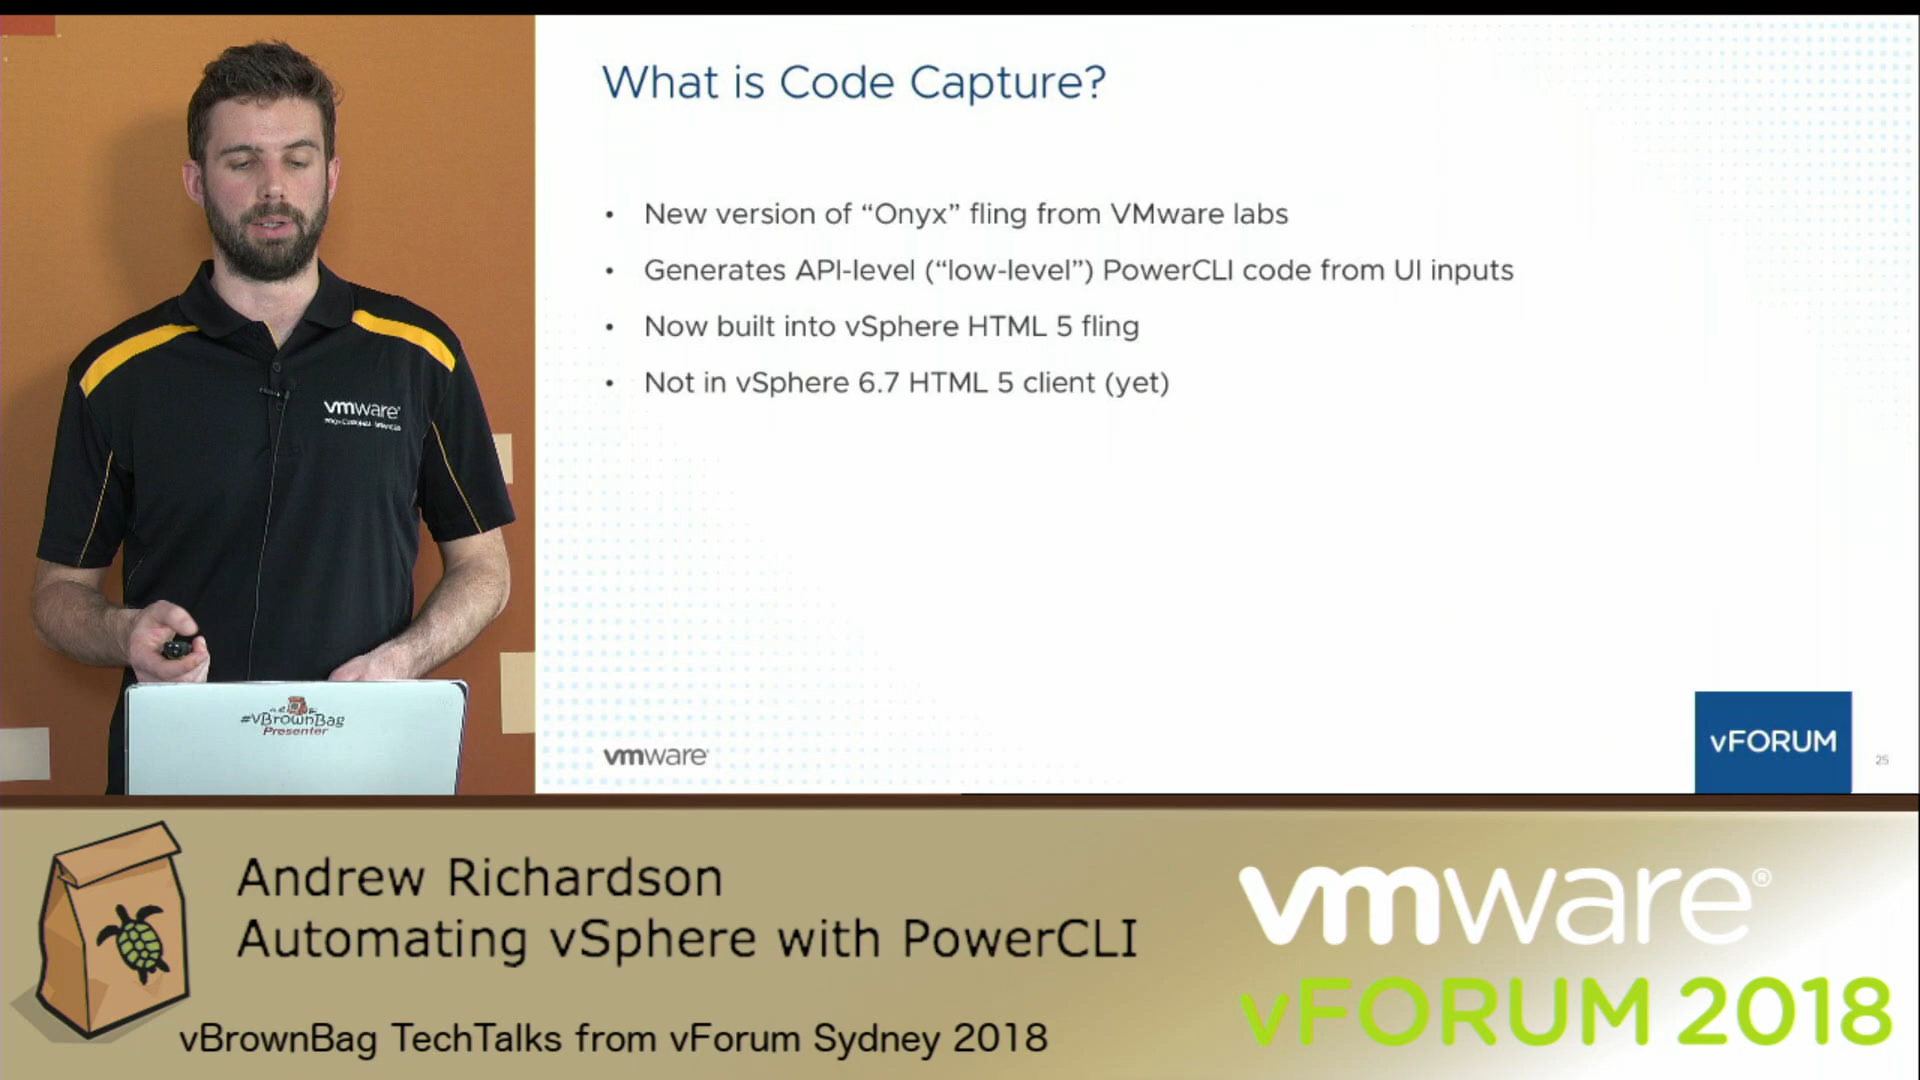 What is Code Capture?
• New version of “Onyx” fling from VMware labs
• Generates API-level (“low-level”) PowerCLI code from UI inputs
• Now built into vSphere HTML 5 fling
• Not in vSphere 6.7 HTML 5 client (yet)
vmware®
vmware
vFORUM
25
#vBrownBag
Presenter
Andrew Richardson
Automating vSphere with PowerCLI
vBrownBag TechTalks from vForum Sydney 2018
vmware®
vFORUM 2018